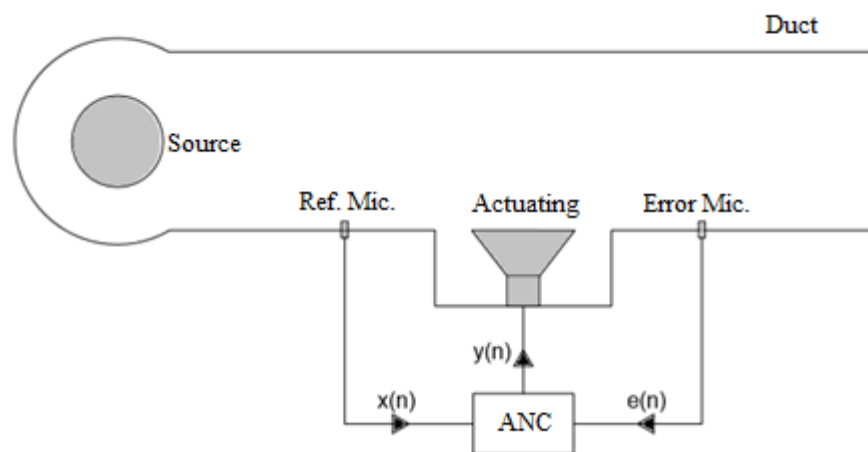 Duct
Source
Ref. Mic.
Actuating
Error Mic.
y(n)
x(n)
ANC
e(n)